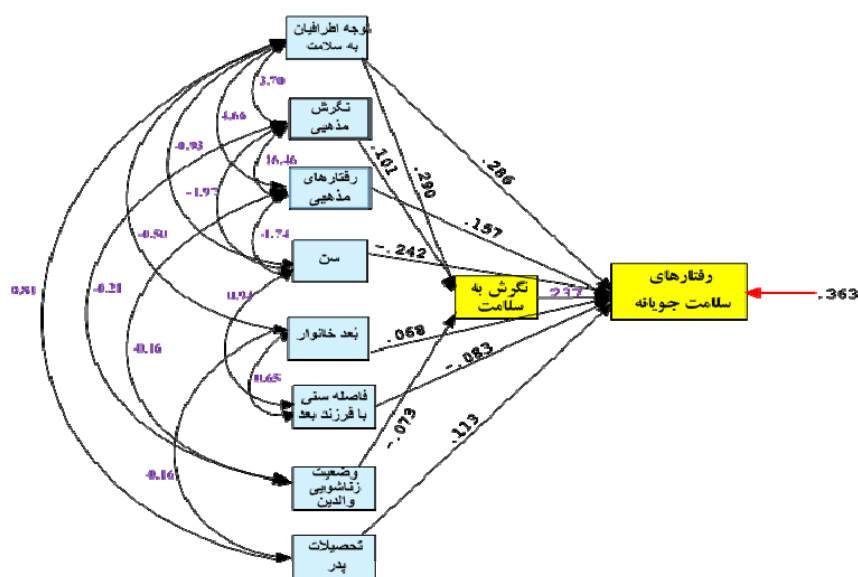 توجه اطرافیان
به سلامت
3.70
نگرش
مذهبی
4.66
-0.93
16.46
.101
.290
.286
رفتارهای
مذهبی
-1.97
.157
-1.74
-0.50
سن
-.242
نگرش به
سلامت
.237
رفتارهای
سلامت جویانه
.363
0.81
-0.21
0.94
بُعد خانوار
.068
-0.16
0.65
فاصله سنی
با فرزند بعد
-.083
-.073
.113
-0.16
وضعیت
زناشویی
والدین
تحصیلات
پدر